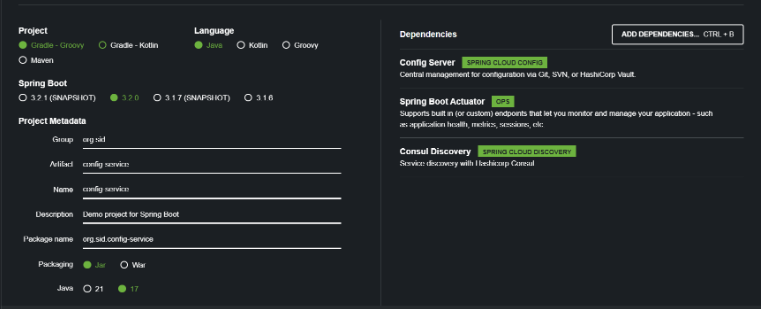 Project
Gradle - Groovy
Gradle - Kotlin
Maven
Language
Java
Kotlin
Groovy
Spring Boot
3.2.1 (SNAPSHOT)
3.2.0
3.1.7 (SNAPSHOT)
3.1.6
Project Metadata
Group org.sid
Artifact config service
Name config service
Description Demo project for Spring Boot
Package name org.sid.config-service
Packaging Jar War
Java 21 17
Dependencies
ADD DEPENDENCIES... CTRL + B
Config Server SPRING CLOUD CONFIG
Central management for configuration via Git, SVN, or HashiCorp Vault.
Spring Boot Actuator OPS
Supports built in (or custom) endpoints that let you monitor and manage your application - such
as application health, metrics, sessions, etc
Consul Discovery SPRING CLOUD DISCOVERY
Service discovery with Hashicorp Consul